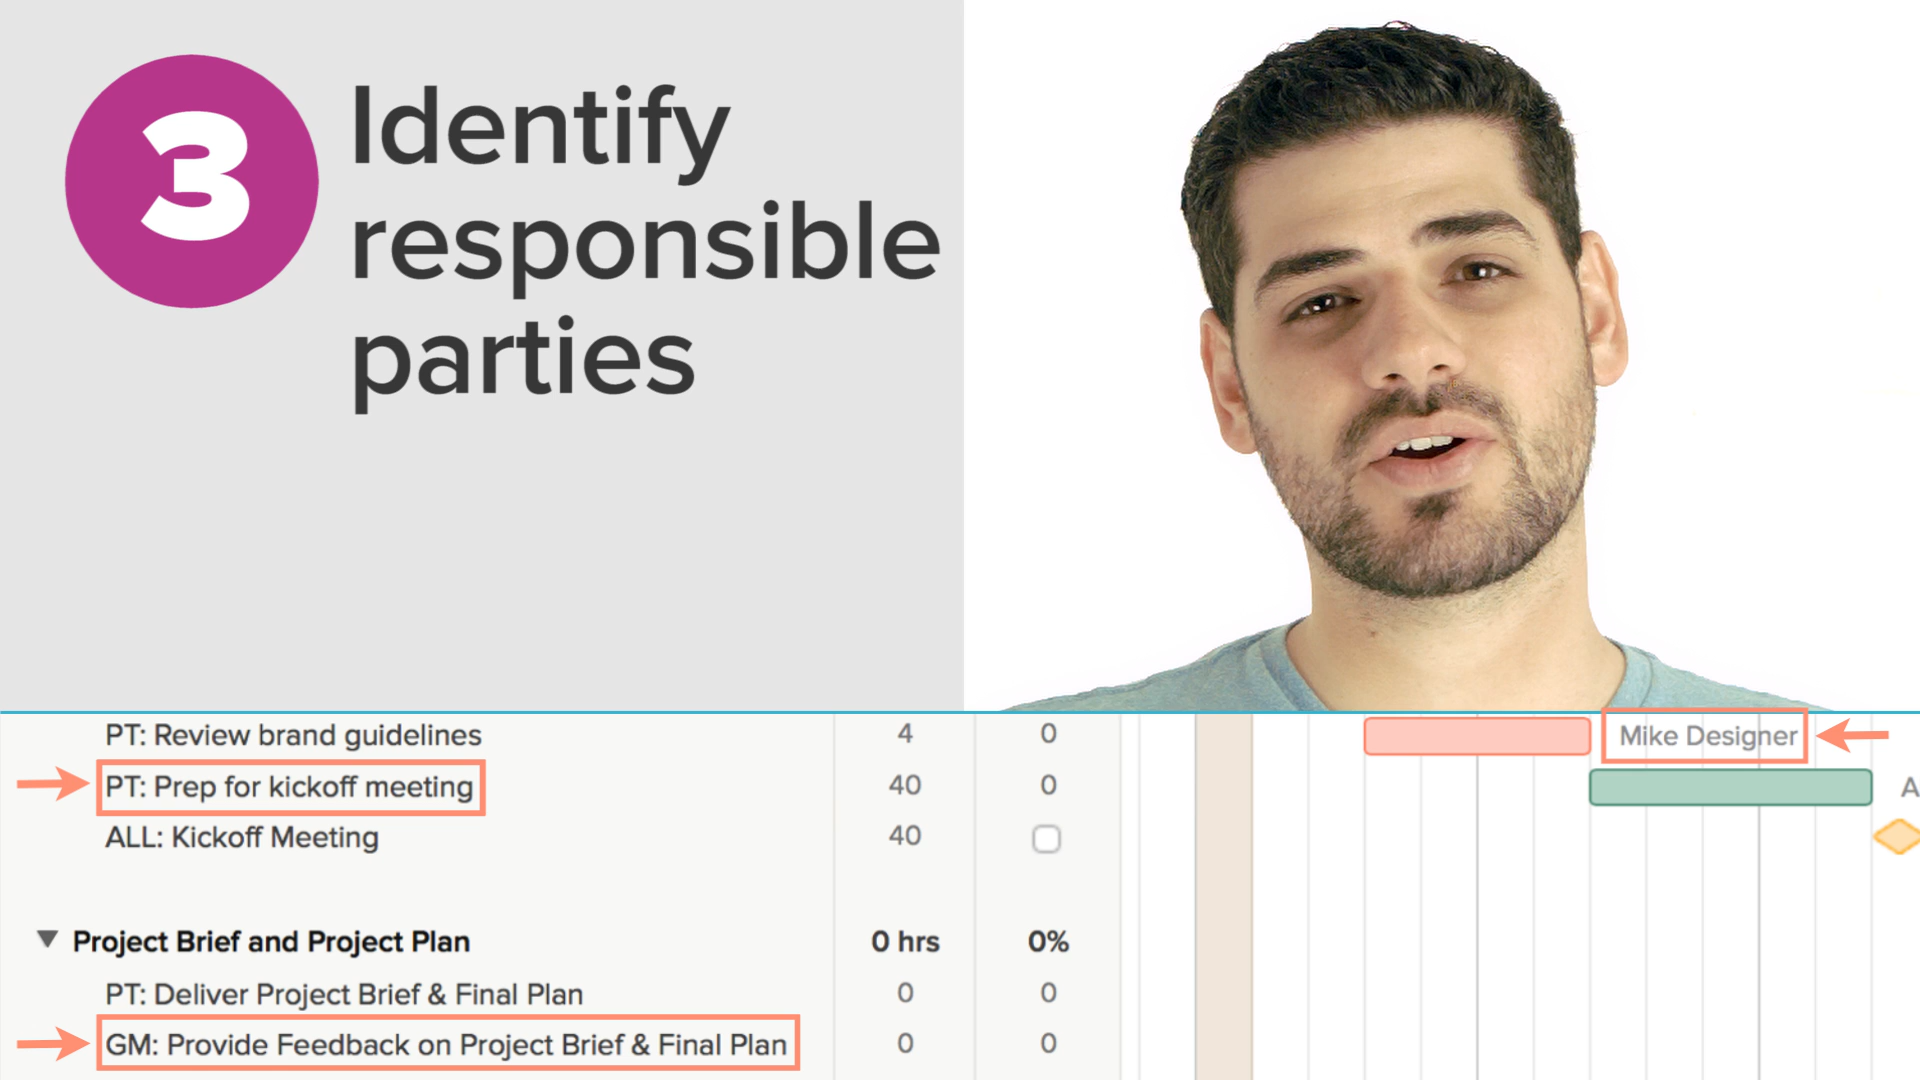 3
Identify
responsible
parties
PT: Review brand guidelines 4 0 Mike Designer
PT: Prep for kickoff meeting 40 0 A
ALL: Kickoff Meeting 40
Project Brief and Project Plan 0 hrs 0%
PT: Deliver Project Brief & Final Plan 0 0
GM: Provide Feedback on Project Brief & Final Plan 0 0